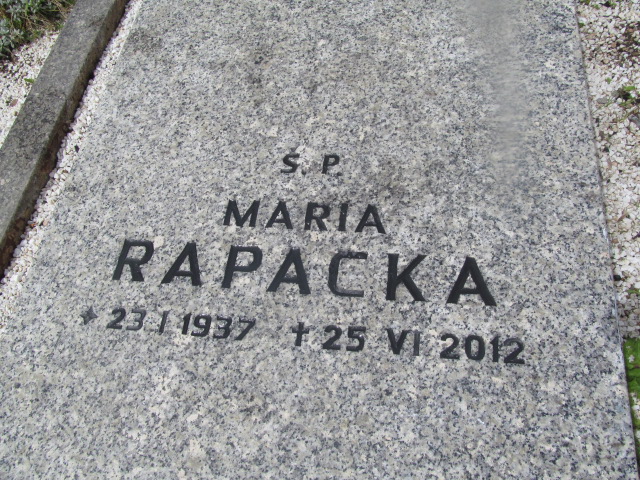 Ś. P.
MARIA
RAPACKA
✦ 23 I 1937 ✝ 25 VI 2012